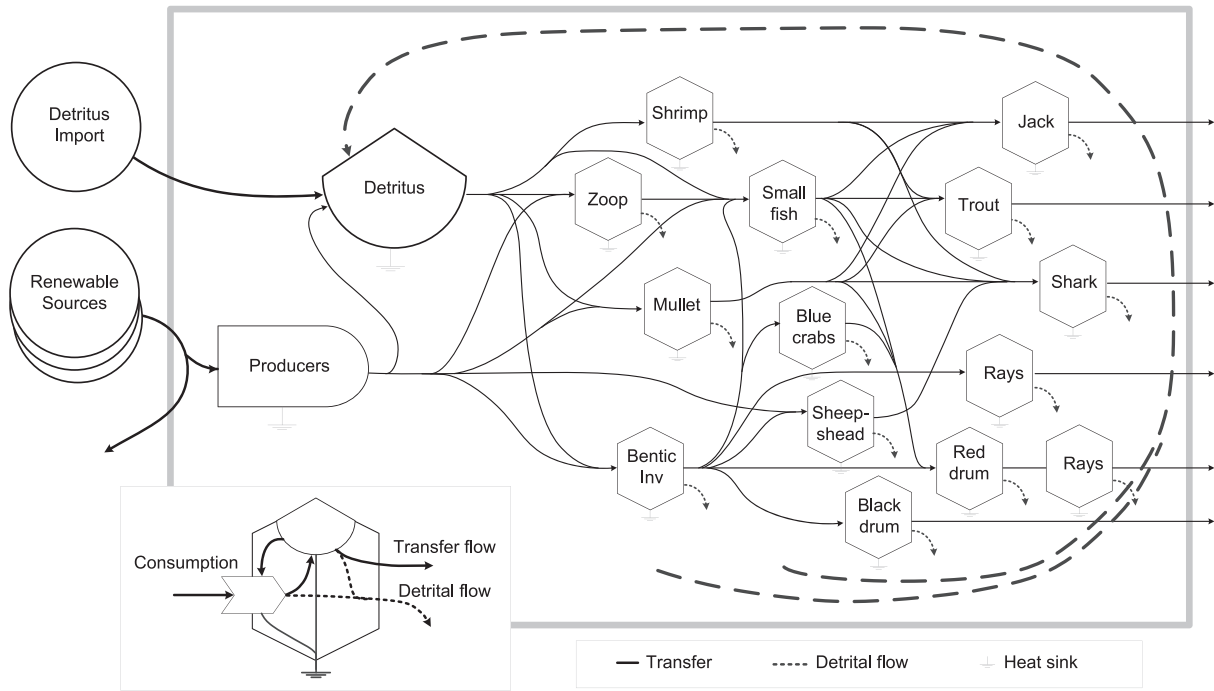 Detritus
Import
Renewable
Sources
Detritus
Producers
Shrimp
Zoop
Small
fish
Mullet
Blue
crabs
Sheep-
shead
Bentic
Inv
Black
drum
Jack
Trout
Shark
Rays
Red
drum
Rays
Consumption
Transfer flow
Detrital flow
Transfer
Detrital flow
Heat sink